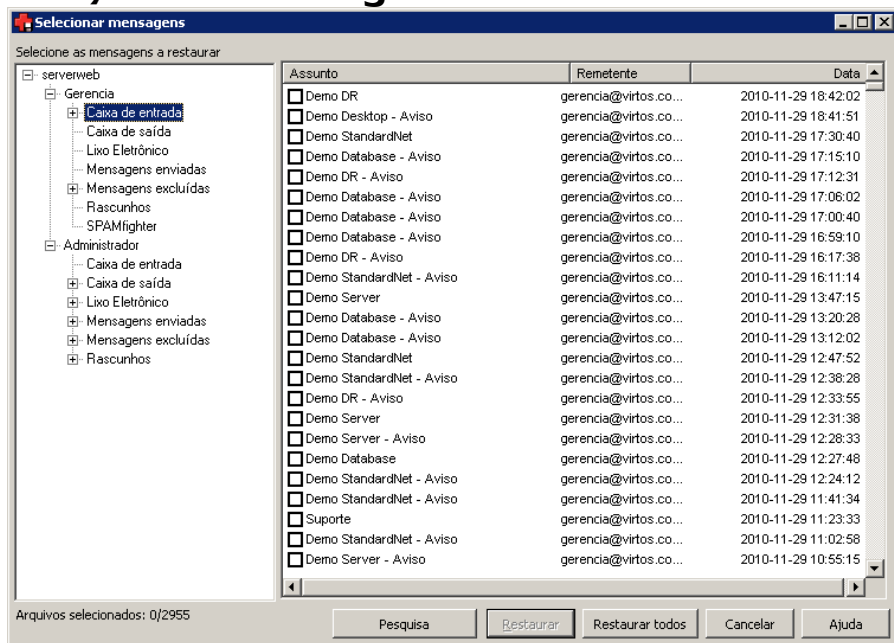 Selecionar mensagens
Selecione as mensagens a restaurar
serverweb
Gerencia
Caixa de entrada
Caixa de saída
Lixo Eletrônico
Mensagens enviadas
Mensagens excluídas
Rascunhos
SPAMfighter
Administrador
Caixa de entrada
Caixa de saída
Lixo Eletrônico
Mensagens enviadas
Mensagens excluídas
Rascunhos
Assunto Remetente Data
Demo DR gerencia@virtos.co... 2010-11-29 18:42:02
Demo Desktop - Aviso gerencia@virtos.co... 2010-11-29 18:41:51
Demo StandardNet gerencia@virtos.co... 2010-11-29 17:30:40
Demo Database - Aviso gerencia@virtos.co... 2010-11-29 17:15:10
Demo DR - Aviso gerencia@virtos.co... 2010-11-29 17:12:31
Demo Database - Aviso gerencia@virtos.co... 2010-11-29 17:06:02
Demo Database - Aviso gerencia@virtos.co... 2010-11-29 17:00:40
Demo Database - Aviso gerencia@virtos.co... 2010-11-29 16:59:10
Demo DR - Aviso gerencia@virtos.co... 2010-11-29 16:17:38
Demo StandardNet - Aviso gerencia@virtos.co... 2010-11-29 16:11:14
Demo Server gerencia@virtos.co... 2010-11-29 13:47:15
Demo Database - Aviso gerencia@virtos.co... 2010-11-29 13:20:28
Demo Database - Aviso gerencia@virtos.co... 2010-11-29 13:12:02
Demo StandardNet gerencia@virtos.co... 2010-11-29 12:47:52
Demo StandardNet - Aviso gerencia@virtos.co... 2010-11-29 12:38:28
Demo DR - Aviso gerencia@virtos.co... 2010-11-29 12:33:55
Demo Server gerencia@virtos.co... 2010-11-29 12:31:38
Demo Server - Aviso gerencia@virtos.co... 2010-11-29 12:28:33
Demo Database gerencia@virtos.co... 2010-11-29 12:27:48
Demo StandardNet - Aviso gerencia@virtos.co... 2010-11-29 12:24:12
Demo StandardNet - Aviso gerencia@virtos.co... 2010-11-29 11:41:34
Suporte gerencia@virtos.co... 2010-11-29 11:23:33
Demo StandardNet - Aviso gerencia@virtos.co... 2010-11-29 11:02:58
Demo Server - Aviso gerencia@virtos.co... 2010-11-29 10:55:15
Arquivos selecionados: 0/2955
Pesquisa Restaurar Restaurar todos Cancelar Ajuda